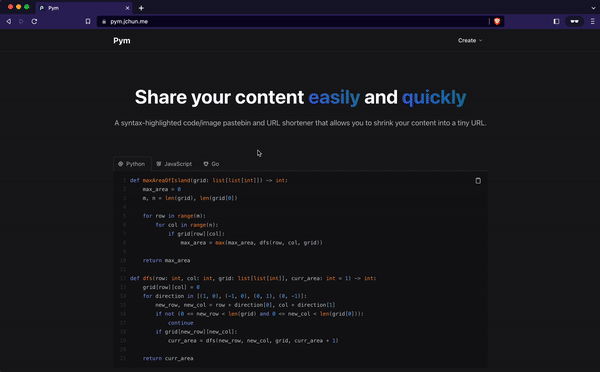 Pym
pym.jchun.me
Pym
Create
Share your content easily and quickly
A syntax-highlighted code/image pastebin and URL shortener that allows you to shrink your content into a tiny URL.
Python JavaScript Go
1 def maxAreaOfIsland(grid: list[list[int]]) -> int:
2 max_area = 0
3 m, n = len(grid), len(grid[0])
4
5 for row in range(m):
6 for col in range(n):
7 if grid[row][col]:
8 max_area = max(max_area, dfs(row, col, grid))
9
10 return max_area
11
12 def dfs(row: int, col: int, grid: list[list[int]], curr_area: int = 1) -> int:
13 grid[row][col] = 0
14 for direction in [(1, 0), (-1, 0), (0, 1), (0, -1)]:
15 new_row, new_col = row + direction[0], col + direction[1]
16 if not (0 <= new_row < len(grid) and 0 <= new_col < len(grid[0])):
17 continue
18 if grid[new_row][new_col]:
19 curr_area = dfs(new_row, new_col, grid, curr_area + 1)
20
21 return curr_area